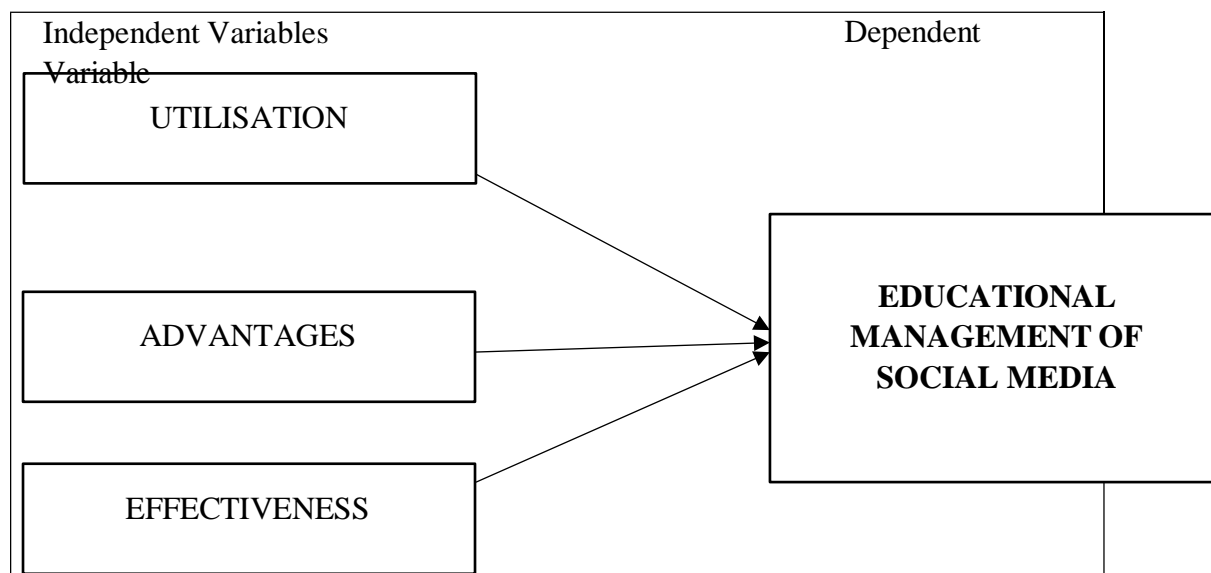 Independent Variables Dependent
Variable
UTILISATION
ADVANTAGES
EDUCATIONAL
MANAGEMENT OF
SOCIAL MEDIA
EFFECTIVENESS